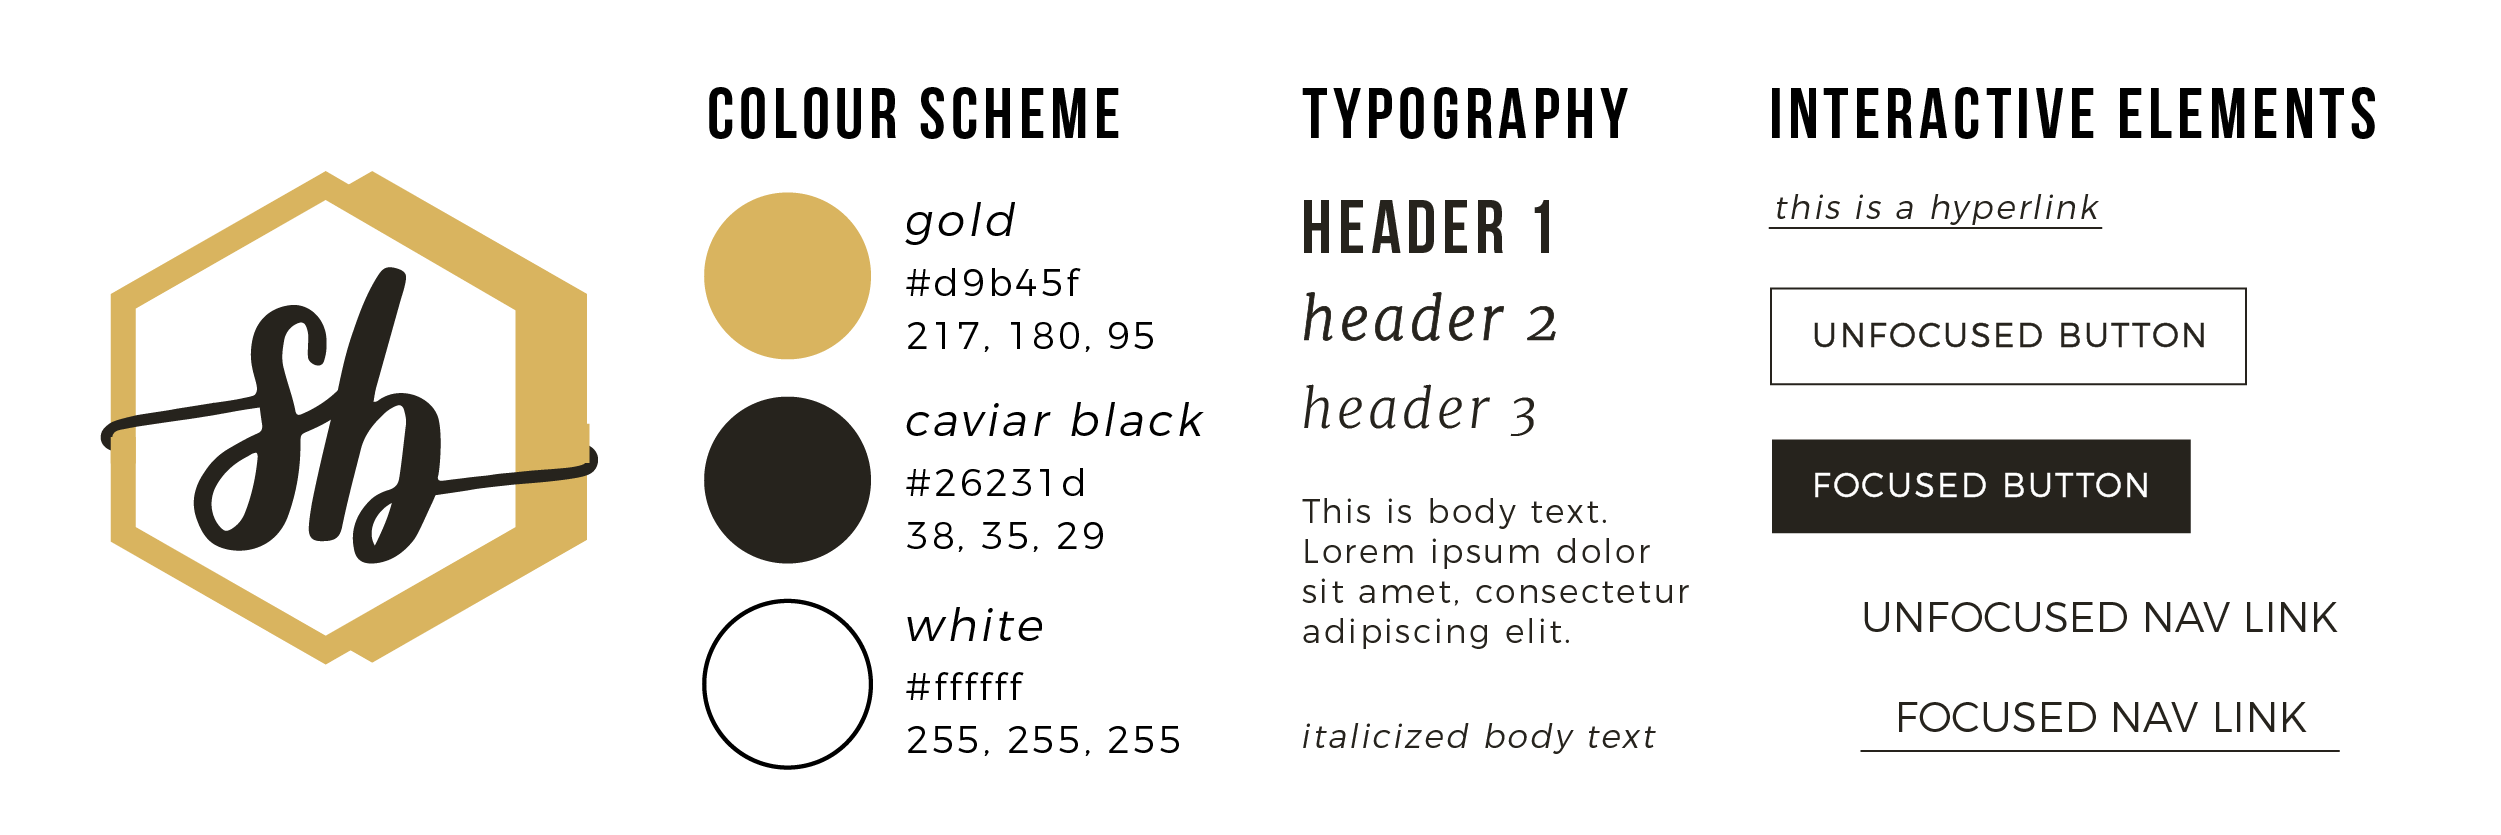 sb
COLOUR SCHEME
gold
#d9b45f
217, 180, 95
caviar black
#26231d
38, 35, 29
white
#ffffff
255, 255, 255
TYPOGRAPHY
HEADER 1
header 2
header 3
This is body text.
Lorem ipsum dolor
sit amet, consectetur
adipiscing elit.
italicized body text
INTERACTIVE ELEMENTS
this is a hyperlink
UNFOCUSED BUTTON
FOCUSED BUTTON
UNFOCUSED NAV LINK
FOCUSED NAV LINK